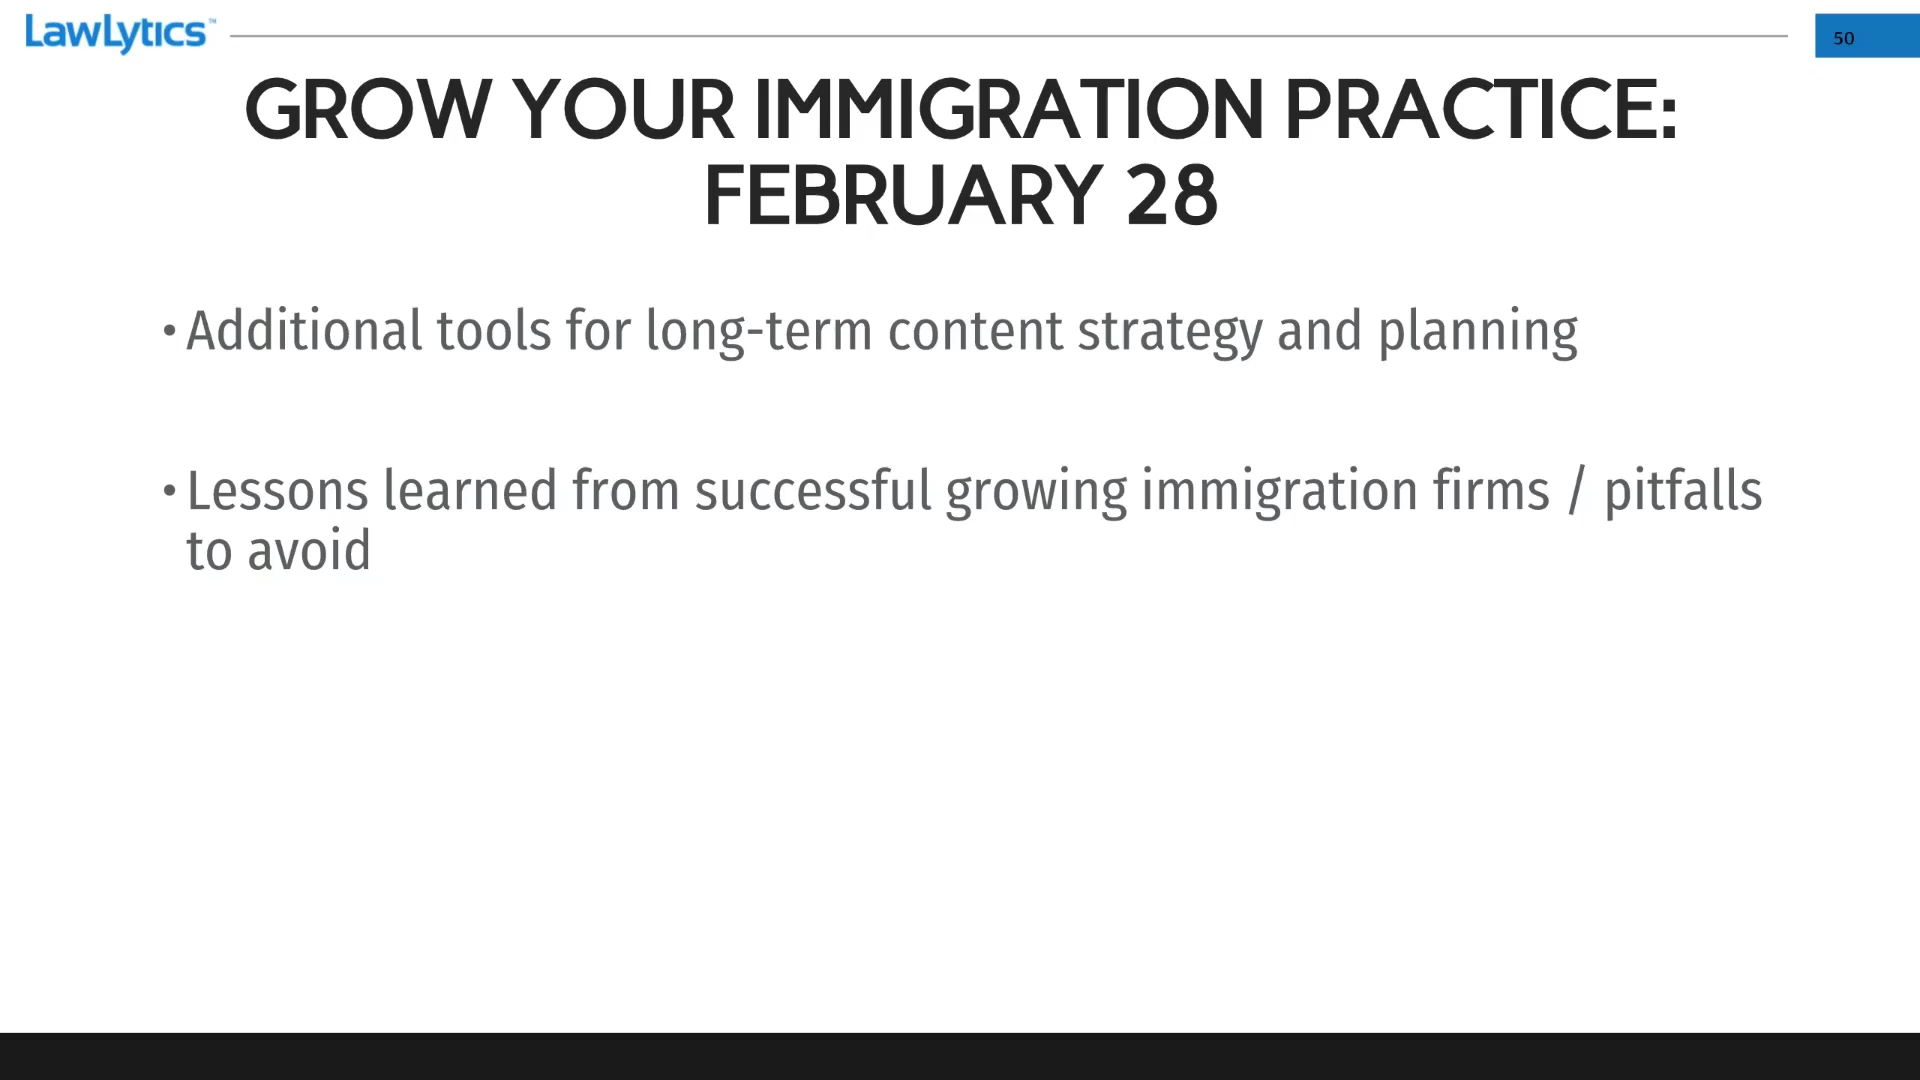 LawLytics™
50
GROW YOUR IMMIGRATION PRACTICE:
FEBRUARY 28
• Additional tools for long-term content strategy and planning
• Lessons learned from successful growing immigration firms / pitfalls
to avoid